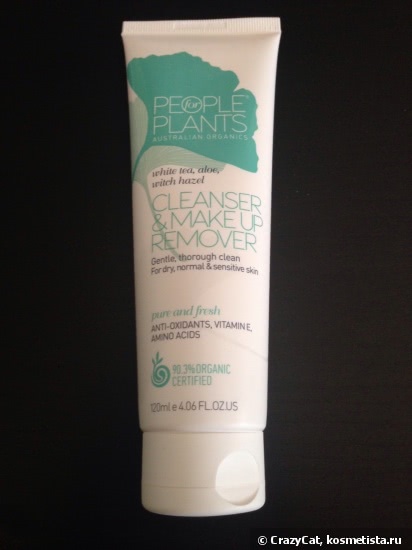 PEOPLE
for
PLANTS
AUSTRALIAN ORGANICS
white tea, aloe,
witch hazel
CLEANSER
& MAKE UP
REMOVER
Gentle, thorough clean
For dry, normal & sensitive skin
pure and fresh
ANTI-OXIDANTS, VITAMIN E,
AMINO ACIDS
90.3% ORGANIC
CERTIFIED
120ml e 4.06 FL.OZ.US
© CrazyCat, kosmetista.ru